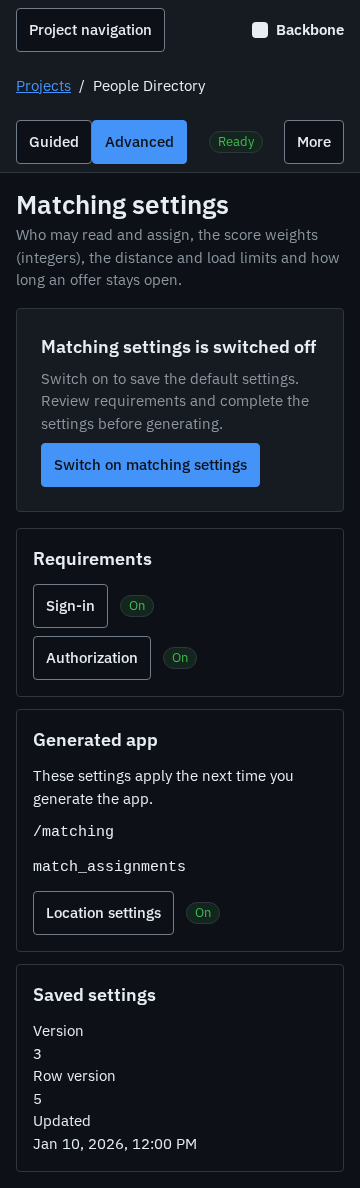 Project navigation
Backbone
Projects / People Directory
Guided
Advanced
Ready
More
Matching settings
Who may read and assign, the score weights
(integers), the distance and load limits and how
long an offer stays open.
Matching settings is switched off
Switch on to save the default settings.
Review requirements and complete the
settings before generating.
Switch on matching settings
Requirements
Sign-in
On
Authorization
On
Generated app
These settings apply the next time you
generate the app.
/matching
match_assignments
Location settings
On
Saved settings
Version
3
Row version
5
Updated
Jan 10, 2026, 12:00 PM